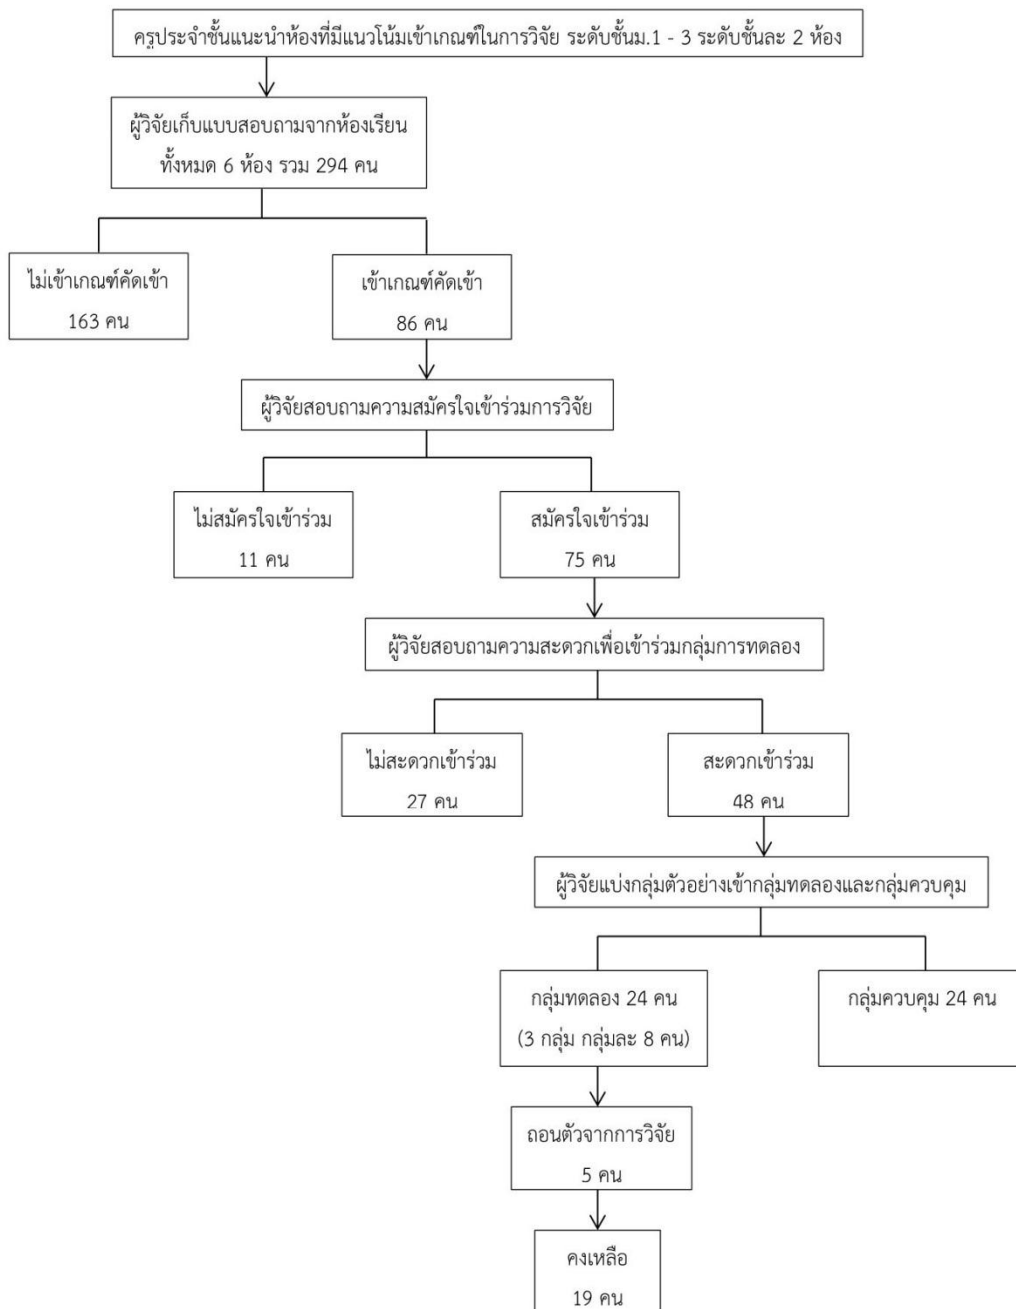 ครูประจำชั้นแนะนำห้องที่มีแนวโน้มเข้าเกณฑ์ในการวิจัย ระดับชั้นม.1 - 3 ระดับชั้นละ 2 ห้อง
ผู้วิจัยเก็บแบบสอบถามจากห้องเรียน
ทั้งหมด 6 ห้อง รวม 294 คน
ไม่เข้าเกณฑ์คัดเข้า
163 คน
เข้าเกณฑ์คัดเข้า
86 คน
ผู้วิจัยสอบถามความสมัครใจเข้าร่วมการวิจัย
ไม่สมัครใจเข้าร่วม
11 คน
สมัครใจเข้าร่วม
75 คน
ผู้วิจัยสอบถามความสะดวกเพื่อเข้าร่วมกลุ่มการทดลอง
ไม่สะดวกเข้าร่วม
27 คน
สะดวกเข้าร่วม
48 คน
ผู้วิจัยแบ่งกลุ่มตัวอย่างเข้ากลุ่มทดลองและกลุ่มควบคุม
กลุ่มทดลอง 24 คน
(3 กลุ่ม กลุ่มละ 8 คน)
กลุ่มควบคุม 24 คน
ถอนตัวจากการวิจัย
5 คน
คงเหลือ
19 คน